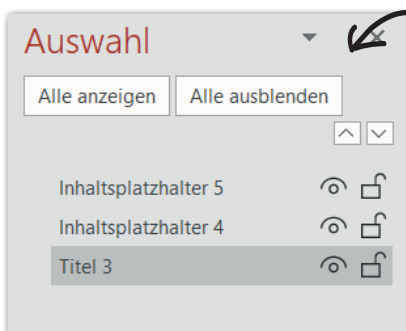 Auswahl
Alle anzeigen Alle ausblenden
Inhaltsplatzhalter 5
Inhaltsplatzhalter 4
Titel 3